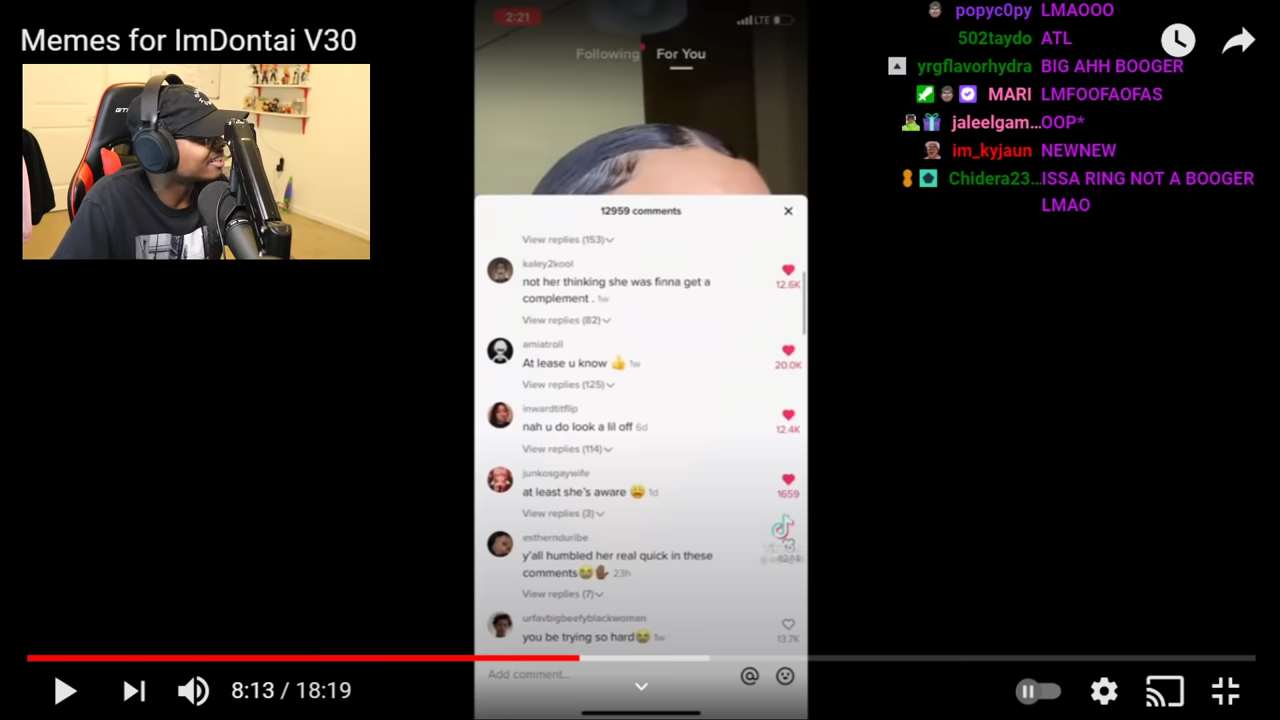 Memes for ImDontai V30
2:21
LTE
Following
For You
12959 comments
View replies (153)
kaley2kool
not her thinking she was finna get a
complement . 1w
12.6K
View replies (82)
amiatroll
At lease u know 👍 1w
20.0K
View replies (125)
inwardtitflip
nah u do look a lil off 6d
12.4K
View replies (114)
junkosgaywife
at least she's aware 😩 1d
1659
View replies (3)
esthernduribe
y'all humbled her real quick in these
comments😭✋🏾 23h
View replies (7)
urfavbigbeefyblackwoman
you be trying so hard😭 1w
13.7K
Add comment...
popyc0py LMAOOO
502taydo ATL
yrgflavorhydra BIG AHH BOOGER
MARI LMFOOFAOFAS
jaleelgam...OOP*
im_kyjaun NEWNEW
Chidera23...ISSA RING NOT A BOOGER
LMAO
8:13 / 18:19